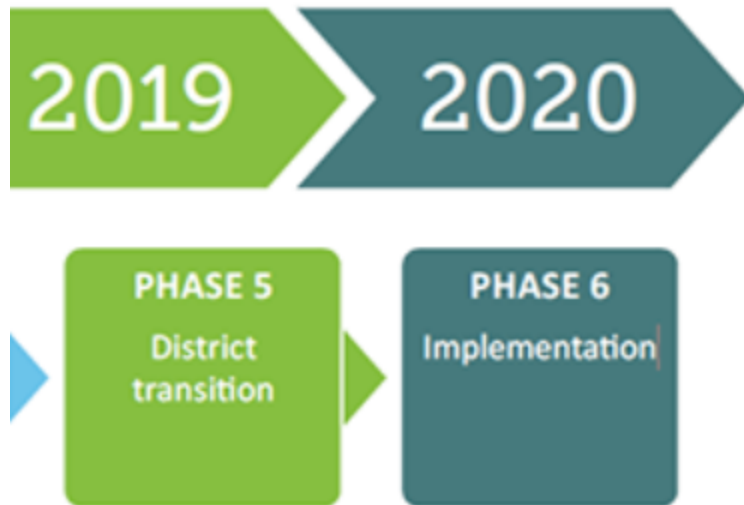 2019 2020
PHASE 5
District
transition
PHASE 6
Implementation